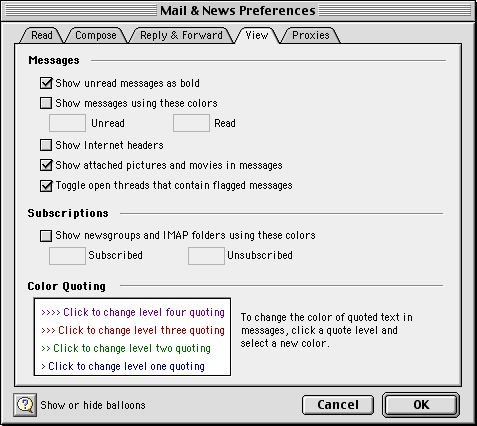 Mail & News Preferences
Read Compose Reply & Forward View Proxies
Messages
Show unread messages as bold
Show messages using these colors
Unread Read
Show Internet headers
Show attached pictures and movies in messages
Toggle open threads that contain flagged messages
Subscriptions
Show newsgroups and IMAP folders using these colors
Subscribed Unsubscribed
Color Quoting
>>>> Click to change level four quoting
>>> Click to change level three quoting
>> Click to change level two quoting
> Click to change level one quoting
To change the color of quoted text in
messages, click a quote level and
select a new color.
? Show or hide balloons
Cancel OK